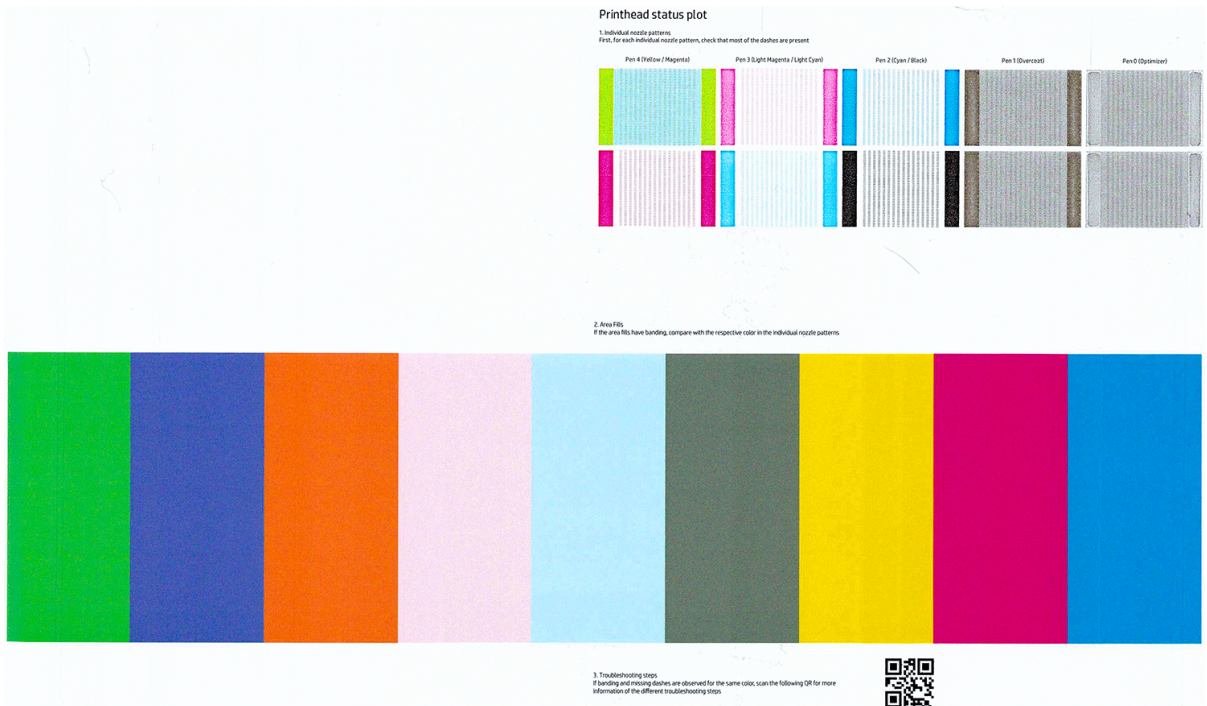 Printhead status plot
1. Individual nozzle patterns
First, for each individual nozzle pattern, check that most of the dashes are present
Pen 4 (Yellow / Magenta)
Pen 3 (Light Magenta / Light Cyan)
Pen 2 (Cyan / Black)
Pen 1 (Overcoat)
Pen 0 (Optimizer)
2. Area Fills
If the area fills have banding, compare with the respective color in the individual nozzle patterns
3. Troubleshooting steps
If banding and missing dashes are observed for the same color, scan the following QR for more
information of the different troubleshooting steps